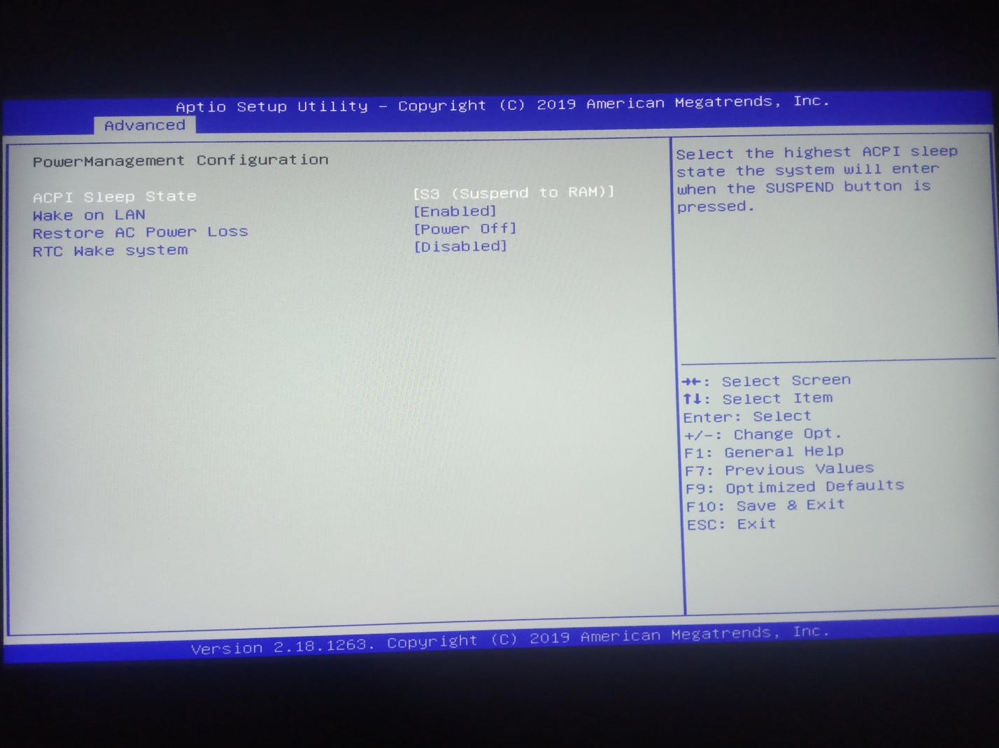 Aptio Setup Utility – Copyright (C) 2019 American Megatrends, Inc.
Advanced
PowerManagement Configuration
ACPI Sleep State [S3 (Suspend to RAM)]
Wake on LAN [Enabled]
Restore AC Power Loss [Power Off]
RTC Wake system [Disabled]
Select the highest ACPI sleep
state the system will enter
when the SUSPEND button is
pressed.
→←: Select Screen
↑↓: Select Item
Enter: Select
+/-: Change Opt.
F1: General Help
F7: Previous Values
F9: Optimized Defaults
F10: Save & Exit
ESC: Exit
Version 2.18.1263. Copyright (C) 2019 American Megatrends, Inc.